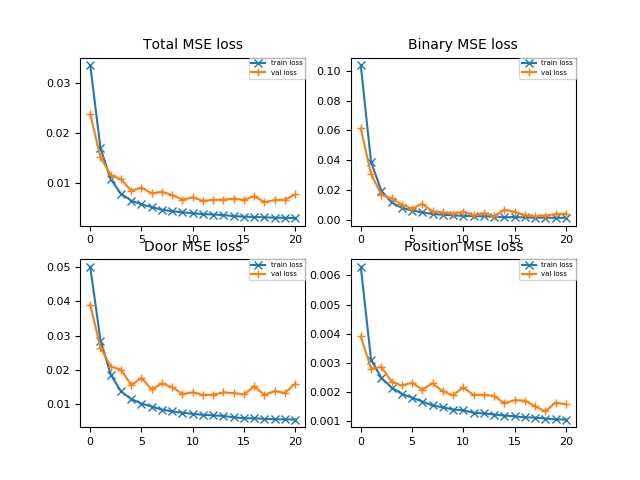 Total MSE loss
train loss
val loss
0.03
0.02
0.01
0 5 10 15 20
Binary MSE loss
train loss
val loss
0.10
0.08
0.06
0.04
0.02
0.00
0 5 10 15 20
Door MSE loss
train loss
val loss
0.05
0.04
0.03
0.02
0.01
0 5 10 15 20
Position MSE loss
train loss
val loss
0.006
0.005
0.004
0.003
0.002
0.001
0 5 10 15 20